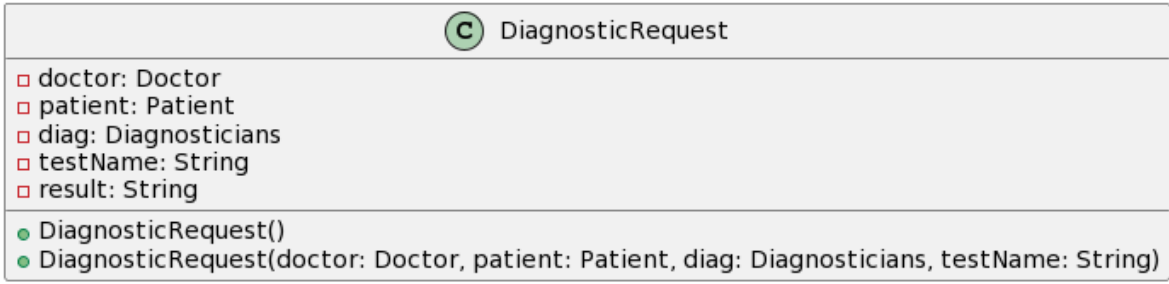 C DiagnosticRequest
doctor: Doctor
patient: Patient
diag: Diagnosticians
testName: String
result: String
DiagnosticRequest()
DiagnosticRequest(doctor: Doctor, patient: Patient, diag: Diagnosticians, testName: String)